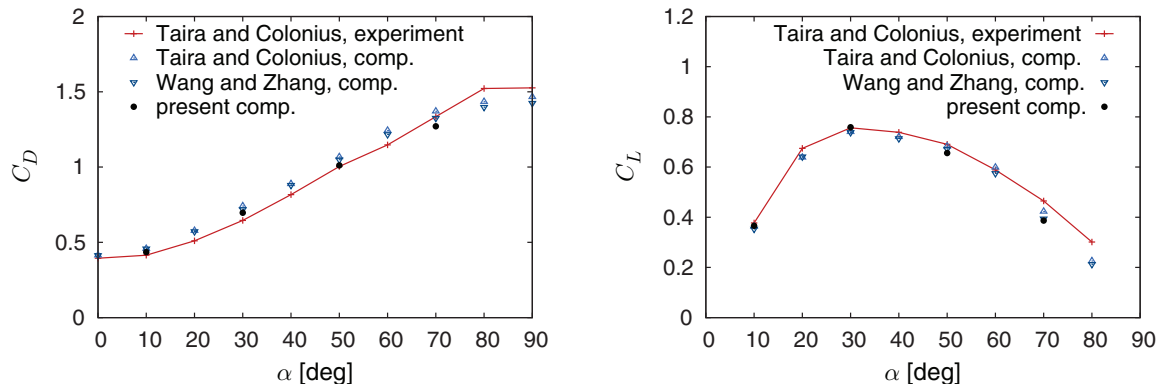 2
1.5
1
0.5
0
C_D
0 10 20 30 40 50 60 70 80 90
α [deg]
Taira and Colonius, experiment
Taira and Colonius, comp.
Wang and Zhang, comp.
present comp.
1.2
1
0.8
0.6
0.4
0.2
0
C_L
0 10 20 30 40 50 60 70 80 90
α [deg]
Taira and Colonius, experiment
Taira and Colonius, comp.
Wang and Zhang, comp.
present comp.